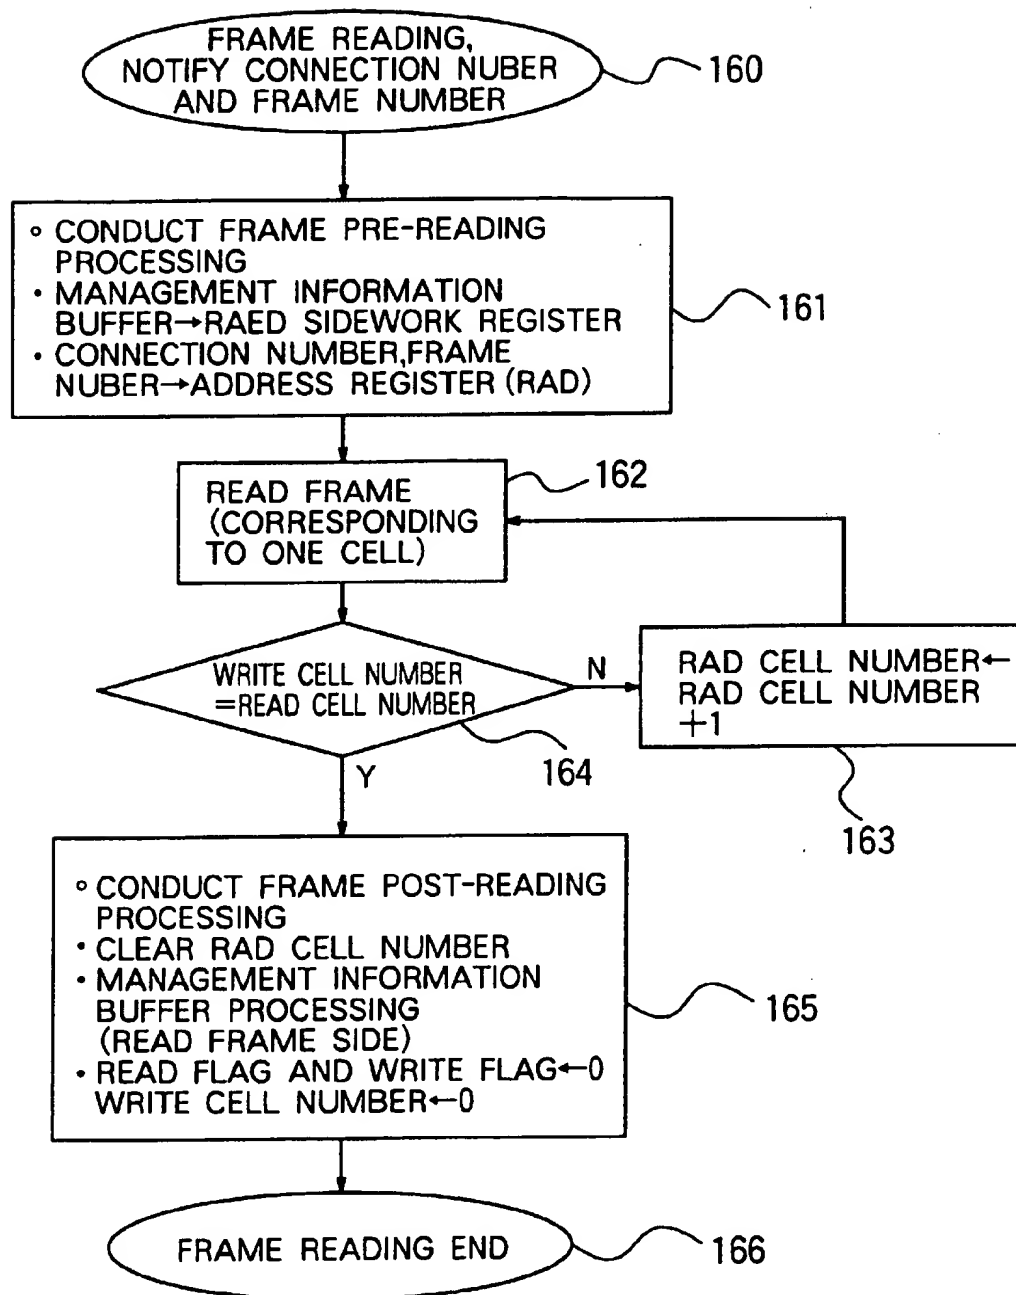 FRAME READING,
NOTIFY CONNECTION NUBER
AND FRAME NUMBER
160
◦ CONDUCT FRAME PRE-READING
PROCESSING
・MANAGEMENT INFORMATION
BUFFER→RAED SIDEWORK REGISTER
・CONNECTION NUMBER,FRAME
NUBER→ADDRESS REGISTER (RAD)
161
162
READ FRAME
(CORRESPONDING
TO ONE CELL)
WRITE CELL NUMBER
=READ CELL NUMBER
N
RAD CELL NUMBER←
RAD CELL NUMBER
+1
164
Y
163
◦ CONDUCT FRAME POST-READING
PROCESSING
・CLEAR RAD CELL NUMBER
・MANAGEMENT INFORMATION
BUFFER PROCESSING
(READ FRAME SIDE)
・READ FLAG AND WRITE FLAG←0
WRITE CELL NUMBER←0
165
FRAME READING END
166